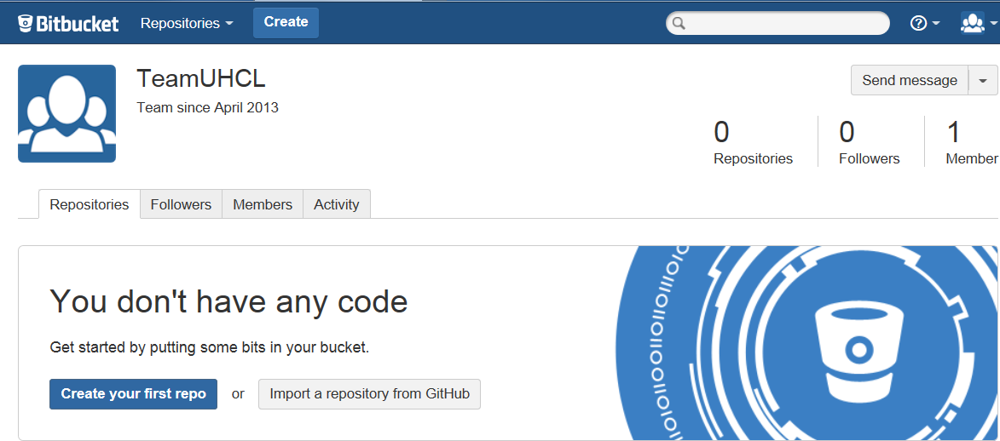 Bitbucket Repositories Create
TeamUHCL
Team since April 2013
Send message
0 0 1
Repositories Followers Member
Repositories Followers Members Activity
You don't have any code
Get started by putting some bits in your bucket.
Create your first repo or Import a repository from GitHub